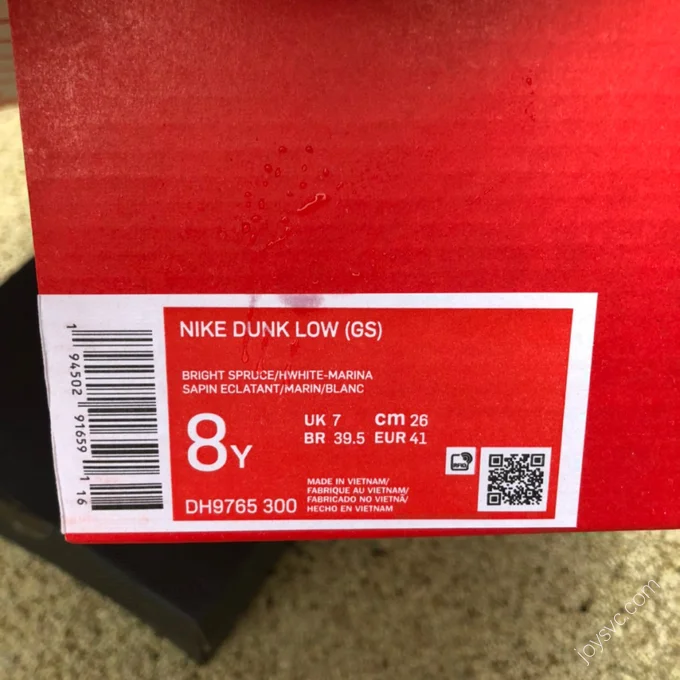 NIKE DUNK LOW (GS)
BRIGHT SPRUCE/HWHITE-MARINA
SAPIN ECLATANT/MARIN/BLANC
8Y
UK 7 cm 26
BR 39.5 EUR 41
DH9765 300
MADE IN VIETNAM/
FABRIQUE AU VIETNAM/
FABRICADO NO VIETNÃ/
HECHO EN VIETNAM
RFID
1 94502 91659 1 16
joysvc.com